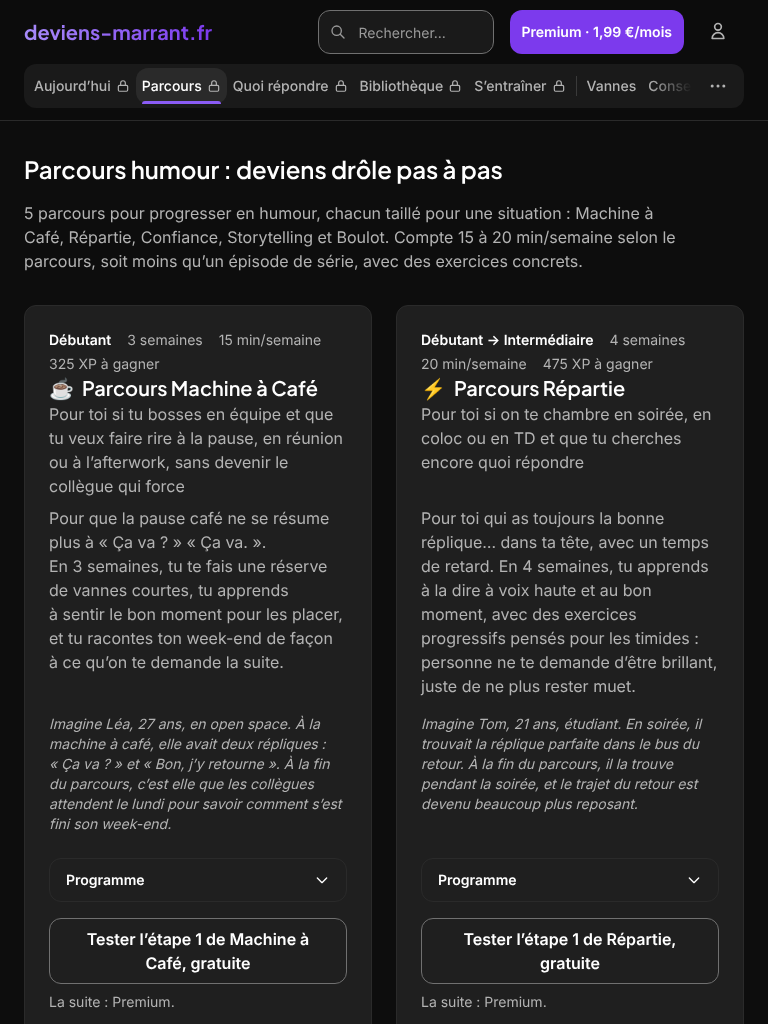 deviens-marrant.fr
Rechercher...
Premium · 1,99 €/mois
Aujourd’hui Parcours Quoi répondre Bibliothèque S’entraîner Vannes Conse
Parcours humour : deviens drôle pas à pas
5 parcours pour progresser en humour, chacun taillé pour une situation : Machine à
Café, Répartie, Confiance, Storytelling et Boulot. Compte 15 à 20 min/semaine selon le
parcours, soit moins qu’un épisode de série, avec des exercices concrets.
Débutant 3 semaines 15 min/semaine
325 XP à gagner
☕ Parcours Machine à Café
Pour toi si tu bosses en équipe et que
tu veux faire rire à la pause, en réunion
ou à l’afterwork, sans devenir le
collègue qui force
Pour que la pause café ne se résume
plus à « Ça va ? » « Ça va. ».
En 3 semaines, tu te fais une réserve
de vannes courtes, tu apprends
à sentir le bon moment pour les placer,
et tu racontes ton week-end de façon
à ce qu’on te demande la suite.
Imagine Léa, 27 ans, en open space. À la
machine à café, elle avait deux répliques :
« Ça va ? » et « Bon, j’y retourne ». À la fin
du parcours, c’est elle que les collègues
attendent le lundi pour savoir comment s’est
fini son week-end.
Programme
Tester l’étape 1 de Machine à
Café, gratuite
La suite : Premium.
Débutant → Intermédiaire 4 semaines
20 min/semaine 475 XP à gagner
⚡ Parcours Répartie
Pour toi si on te chambre en soirée, en
coloc ou en TD et que tu cherches
encore quoi répondre
Pour toi qui as toujours la bonne
réplique… dans ta tête, avec un temps
de retard. En 4 semaines, tu apprends
à la dire à voix haute et au bon
moment, avec des exercices
progressifs pensés pour les timides :
personne ne te demande d’être brillant,
juste de ne plus rester muet.
Imagine Tom, 21 ans, étudiant. En soirée, il
trouvait la réplique parfaite dans le bus du
retour. À la fin du parcours, il la trouve
pendant la soirée, et le trajet du retour est
devenu beaucoup plus reposant.
Programme
Tester l’étape 1 de Répartie,
gratuite
La suite : Premium.